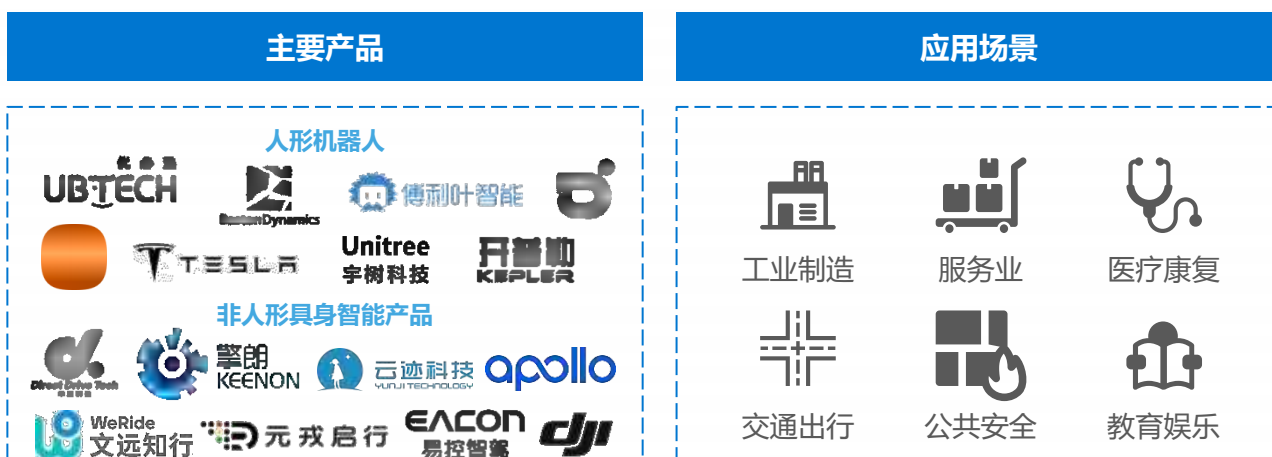 主要产品
应用场景
人形机器人
优必选
UBTECH
Boston Dynamics
傅利叶智能
TESLA
Unitree
宇树科技
开普勒
KEPLER
非人形具身智能产品
Direct Drive Tech
擎朗
KEENON
云迹科技
YUNJI TECHNOLOGY
apollo
WeRide
文远知行
元戎启行
EACON
易控智驾
dji
工业制造
服务业
医疗康复
交通出行
公共安全
教育娱乐